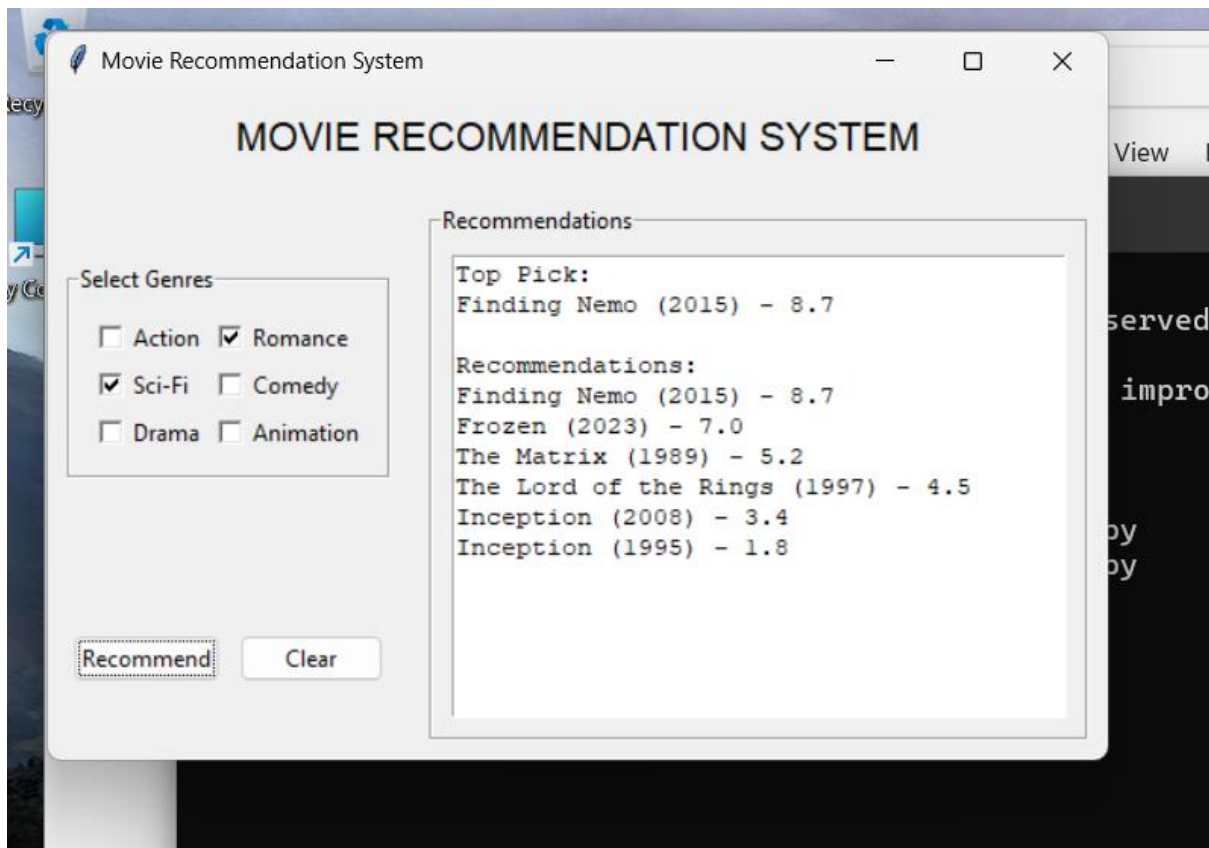 Movie Recommendation System
MOVIE RECOMMENDATION SYSTEM
View
Select Genres
Action
Romance
Sci-Fi
Comedy
Drama
Animation
Recommend
Clear
Recommendations
Top Pick:
Finding Nemo (2015) - 8.7
Recommendations:
Finding Nemo (2015) - 8.7
Frozen (2023) - 7.0
The Matrix (1989) - 5.2
The Lord of the Rings (1997) - 4.5
Inception (2008) - 3.4
Inception (1995) - 1.8
served
impro
py
py